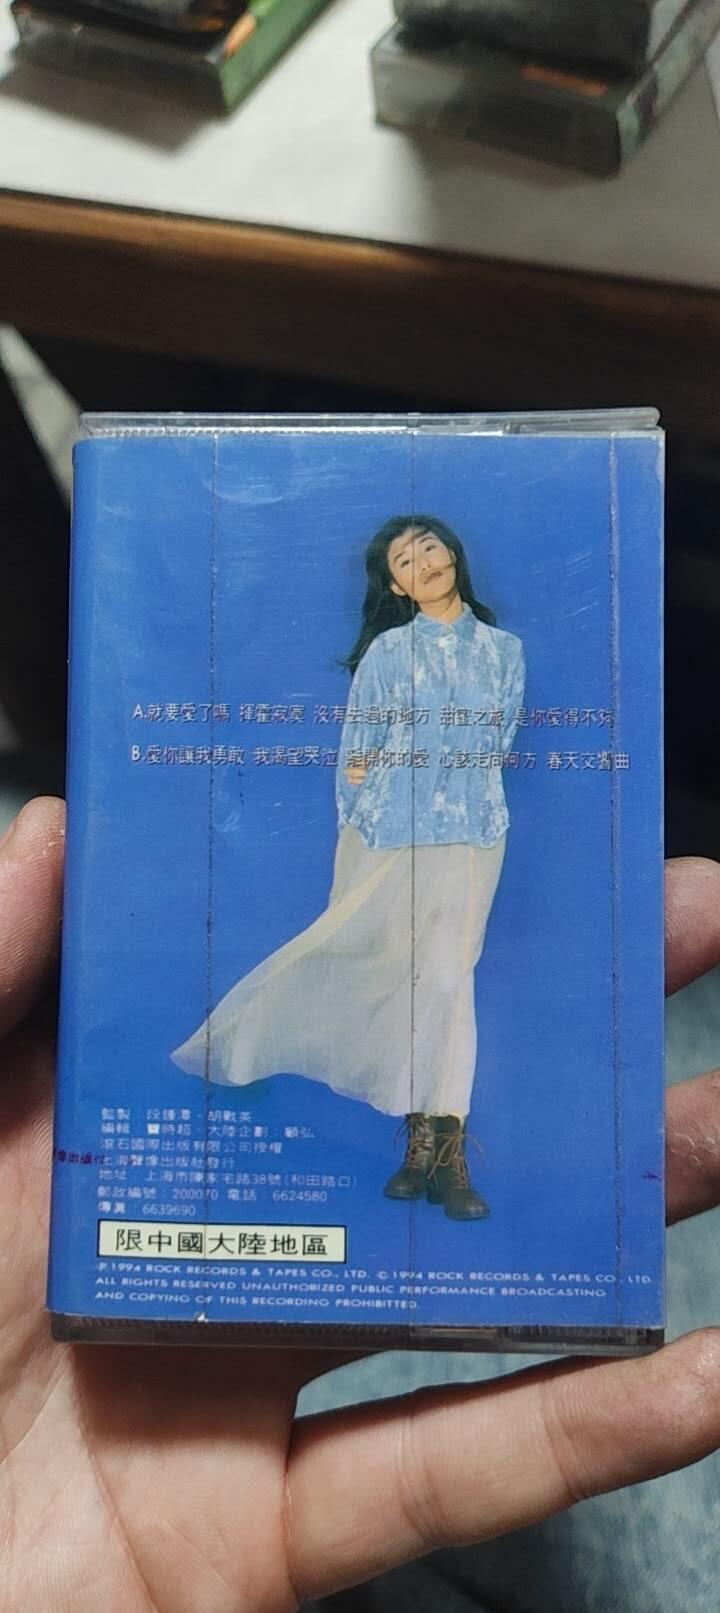 A.就要愛了嗎 揮霍寂寞 沒有去過的地方 甜蜜之旅 是你愛得不夠
B.愛你讓我勇敢 我渴望哭泣 離開你的愛 心該走向何方 春天交響曲
監製 段鍾潭·胡戰英
編輯 竇時超·大陸企劃:顧弘
滾石國際出版有限公司授權
上海聲像出版社發行
地址 上海市陳家宅路38號(和田路口)
郵政編號:200070 電話:6624580
傳真:6639690
限中國大陸地區
P.1994 ROCK RECORDS & TAPES CO., LTD. © 1994 ROCK RECORDS & TAPES CO., LTD.
ALL RIGHTS RESERVED UNAUTHORIZED PUBLIC PERFORMANCE BROADCASTING
AND COPYING OF THIS RECORDING PROHIBITTED.